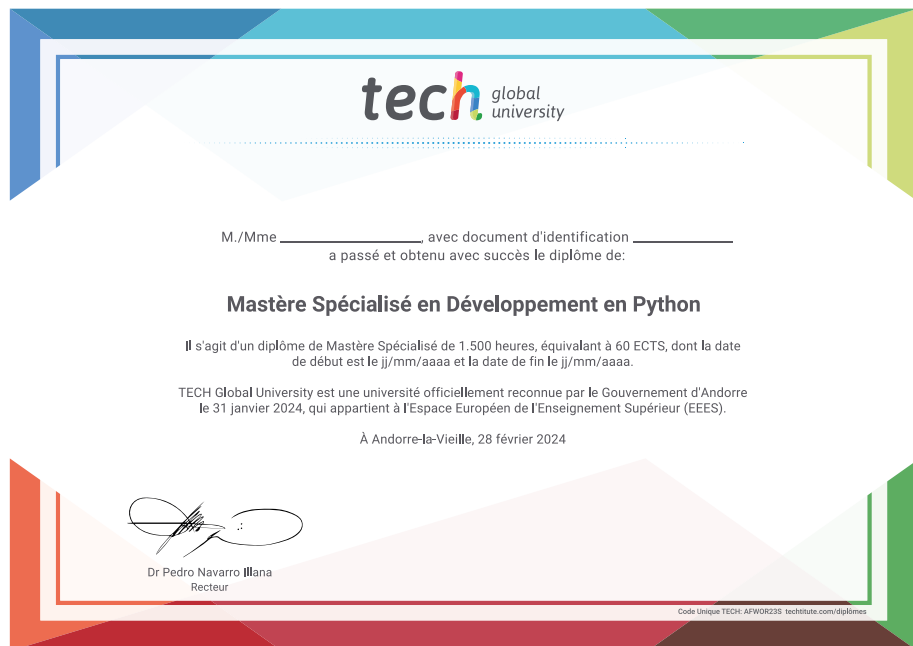 tech global university
M./Mme ____________________, avec document d'identification ______________
a passé et obtenu avec succès le diplôme de:
Mastère Spécialisé en Développement en Python
Il s'agit d'un diplôme de Mastère Spécialisé de 1.500 heures, équivalant à 60 ECTS, dont la date
de début est le jj/mm/aaaa et la date de fin le jj/mm/aaaa.
TECH Global University est une université officiellement reconnue par le Gouvernement d'Andorre
le 31 janvier 2024, qui appartient à l'Espace Européen de l'Enseignement Supérieur (EEES).
À Andorre-la-Vieille, 28 février 2024
Dr Pedro Navarro Illana
Recteur
Code Unique TECH: AFWOR23S techtitute.com/diplômes